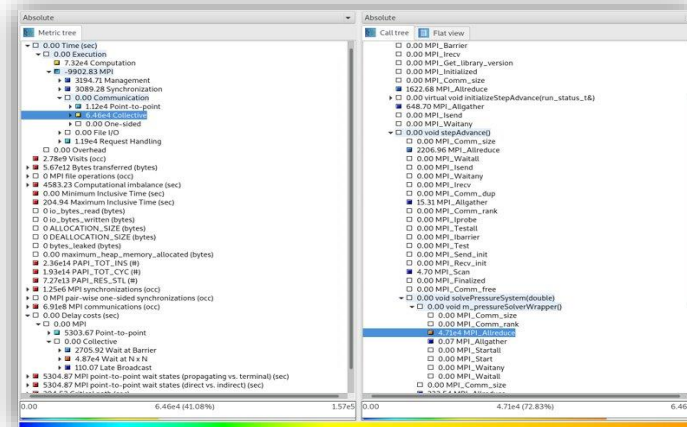 Absolute
Metric tree
0.00 Time (sec)
0.00 Execution
7.32e4 Computation
-9902.83 MPI
3194.71 Management
3089.28 Synchronization
0.00 Communication
1.12e4 Point-to-point
6.46e4 Collective
0.00 One-sided
0.00 File I/O
1.19e4 Request Handling
0.00 Overhead
2.78e9 Visits (occ)
5.67e12 Bytes transferred (bytes)
0 MPI file operations (occ)
4583.23 Computational imbalance (sec)
0.00 Minimum Inclusive Time (sec)
204.94 Maximum Inclusive Time (sec)
0 io_bytes_read (bytes)
0 io_bytes_written (bytes)
0 ALLOCATION_SIZE (bytes)
0 DEALLOCATION_SIZE (bytes)
0 bytes_leaked (bytes)
0.00 maximum_heap_memory_allocated (bytes)
2.36e14 PAPI_TOT_INS (#)
1.93e14 PAPI_TOT_CYC (#)
7.27e13 PAPI_RES_STL (#)
1.25e6 MPI synchronizations (occ)
0 MPI pair-wise one-sided synchronizations (occ)
6.91e8 MPI communications (occ)
0.00 Delay costs (sec)
0.00 MPI
5303.67 Point-to-point
0.00 Collective
2705.92 Wait at Barrier
4.87e4 Wait at N x N
110.07 Late Broadcast
5304.87 MPI point-to-point wait states (propagating vs. terminal) (sec)
5304.87 MPI point-to-point wait states (direct vs. indirect) (sec)
0.00 6.46e4 (41.08%) 1.57e5
Absolute
Call tree Flat view
0.00 MPI_Barrier
0.00 MPI_Irecv
0.00 MPI_Get_library_version
0.00 MPI_Initialized
0.00 MPI_Comm_size
1622.68 MPI_Allreduce
0.00 virtual void initializeStepAdvance(run_status_t&)
648.70 MPI_Allgather
0.00 MPI_Isend
0.00 MPI_Waitany
0.00 void stepAdvance()
0.00 MPI_Comm_size
2206.96 MPI_Allreduce
0.00 MPI_Waitall
0.00 MPI_Isend
0.00 MPI_Waitany
0.00 MPI_Irecv
0.00 MPI_Comm_dup
15.31 MPI_Allgather
0.00 MPI_Comm_rank
0.00 MPI_Iprobe
0.00 MPI_Testall
0.00 MPI_Ibarrier
0.00 MPI_Test
0.00 MPI_Send_init
0.00 MPI_Recv_init
4.70 MPI_Scan
0.00 MPI_Finalized
0.00 MPI_Comm_free
0.00 void solvePressureSystem(double)
0.00 void m_pressureSolverWrapper()
0.00 MPI_Comm_size
0.00 MPI_Comm_rank
4.71e4 MPI_Allreduce
0.07 MPI_Allgather
0.00 MPI_Startall
0.00 MPI_Start
0.00 MPI_Waitany
0.00 MPI_Waitall
0.00 MPI_Comm_size
0.00 4.71e4 (72.83%) 6.46